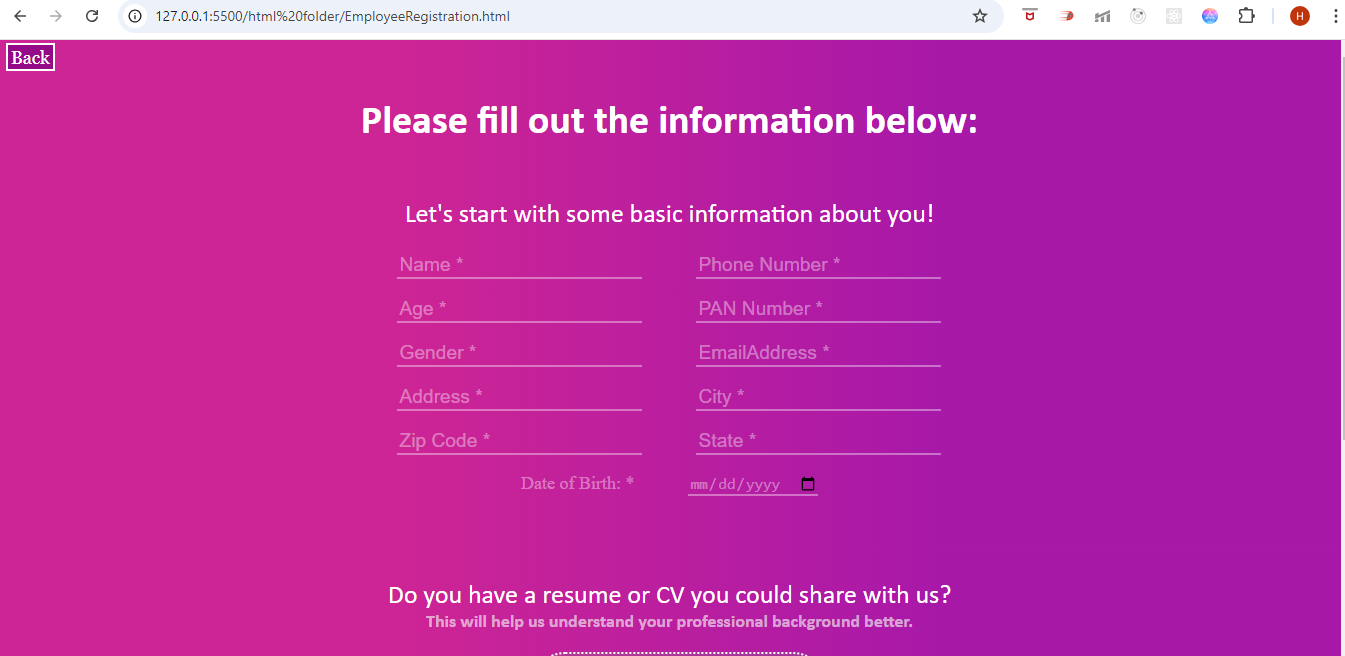 127.0.0.1:5500/html%20folder/EmployeeRegistration.html
H
Back
Please fill out the information below:
Let's start with some basic information about you!
Name * Phone Number *
Age * PAN Number *
Gender * EmailAddress *
Address * City *
Zip Code * State *
Date of Birth: * mm/dd/yyyy
Do you have a resume or CV you could share with us?
This will help us understand your professional background better.